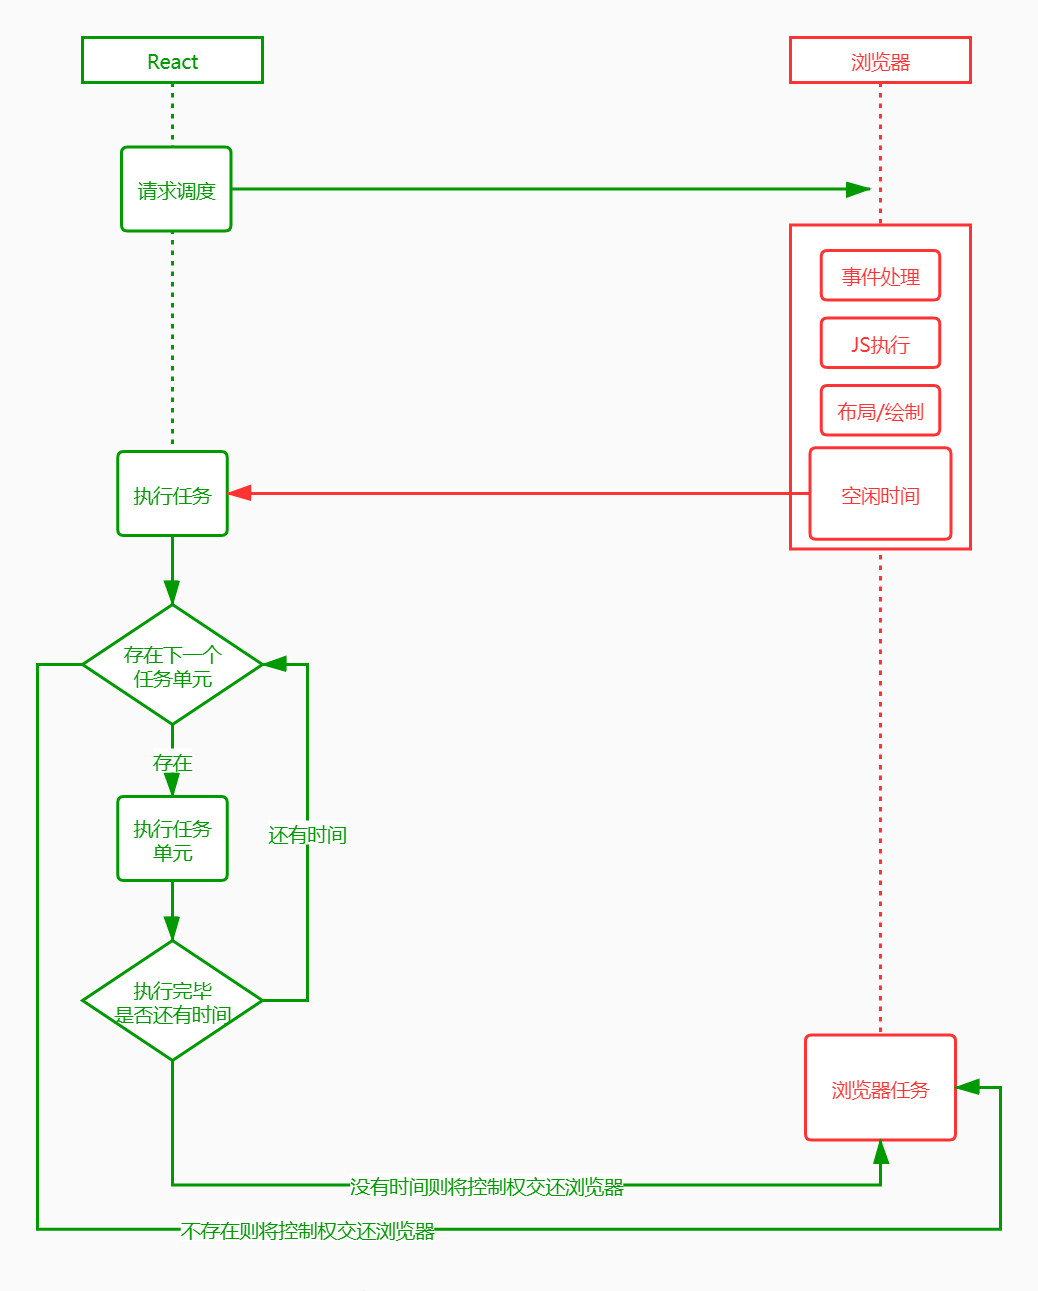 React
浏览器
请求调度
事件处理
JS执行
布局/绘制
执行任务
空闲时间
存在下一个
任务单元
存在
执行任务
单元
还有时间
执行完毕
是否还有时间
浏览器任务
没有时间则将控制权交还浏览器
不存在则将控制权交还浏览器